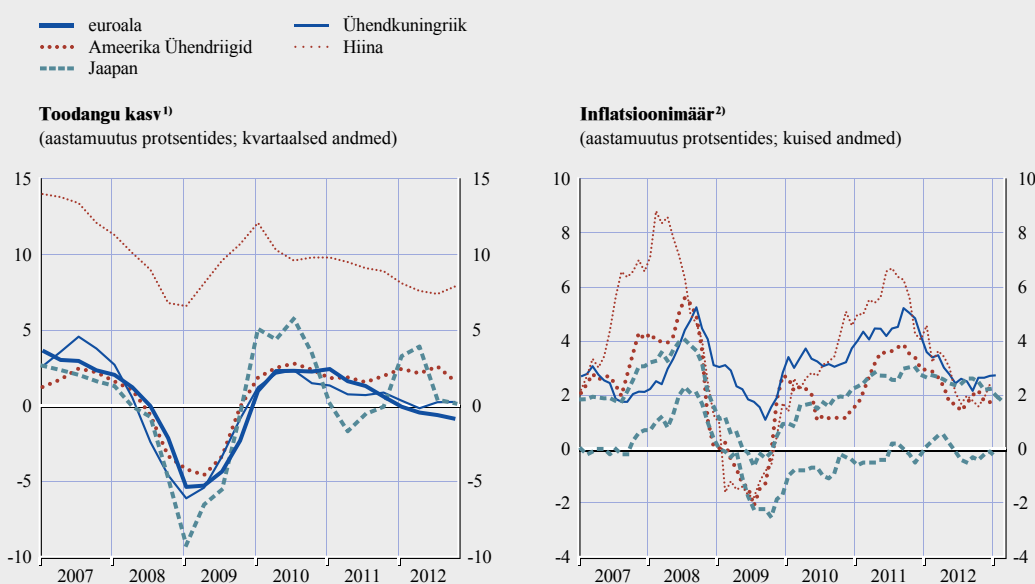 euroala
Ühendkuningriik
Ameerika Ühendriigid
Hiina
Jaapan
Toodangu kasv1)
(aastamuutus protsentides; kvartaalsed andmed)
15 15
10 10
5 5
0 0
-5 -5
-10 -10
2007 2008 2009 2010 2011 2012
Inflatsioonimäär2)
(aastamuutus protsentides; kuised andmed)
10 10
8 8
6 6
4 4
2 2
0 0
-2 -2
-4 -4
2007 2008 2009 2010 2011 2012